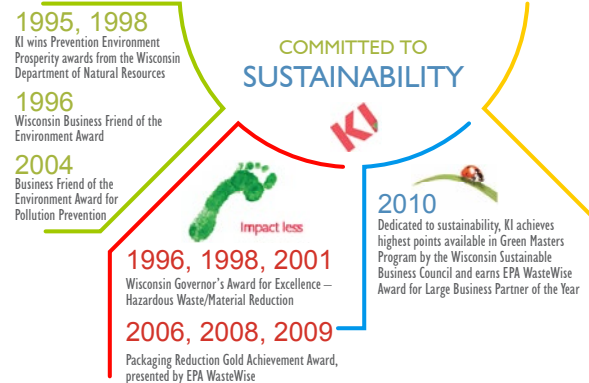 1995, 1998
KI wins Prevention Environment
Prosperity awards from the Wisconsin
Department of Natural Resources
1996
Wisconsin Business Friend of the
Environment Award
2004
Business Friend of the
Environment Award for
Pollution Prevention
COMMITTED TO
SUSTAINABILITY
KI
Impact less
1996, 1998, 2001
Wisconsin Governor's Award for Excellence –
Hazardous Waste/Material Reduction
2006, 2008, 2009
Packaging Reduction Gold Achievement Award,
presented by EPA WasteWise
2010
Dedicated to sustainability, KI achieves
highest points available in Green Masters
Program by the Wisconsin Sustainable
Business Council and earns EPA WasteWise
Award for Large Business Partner of the Year